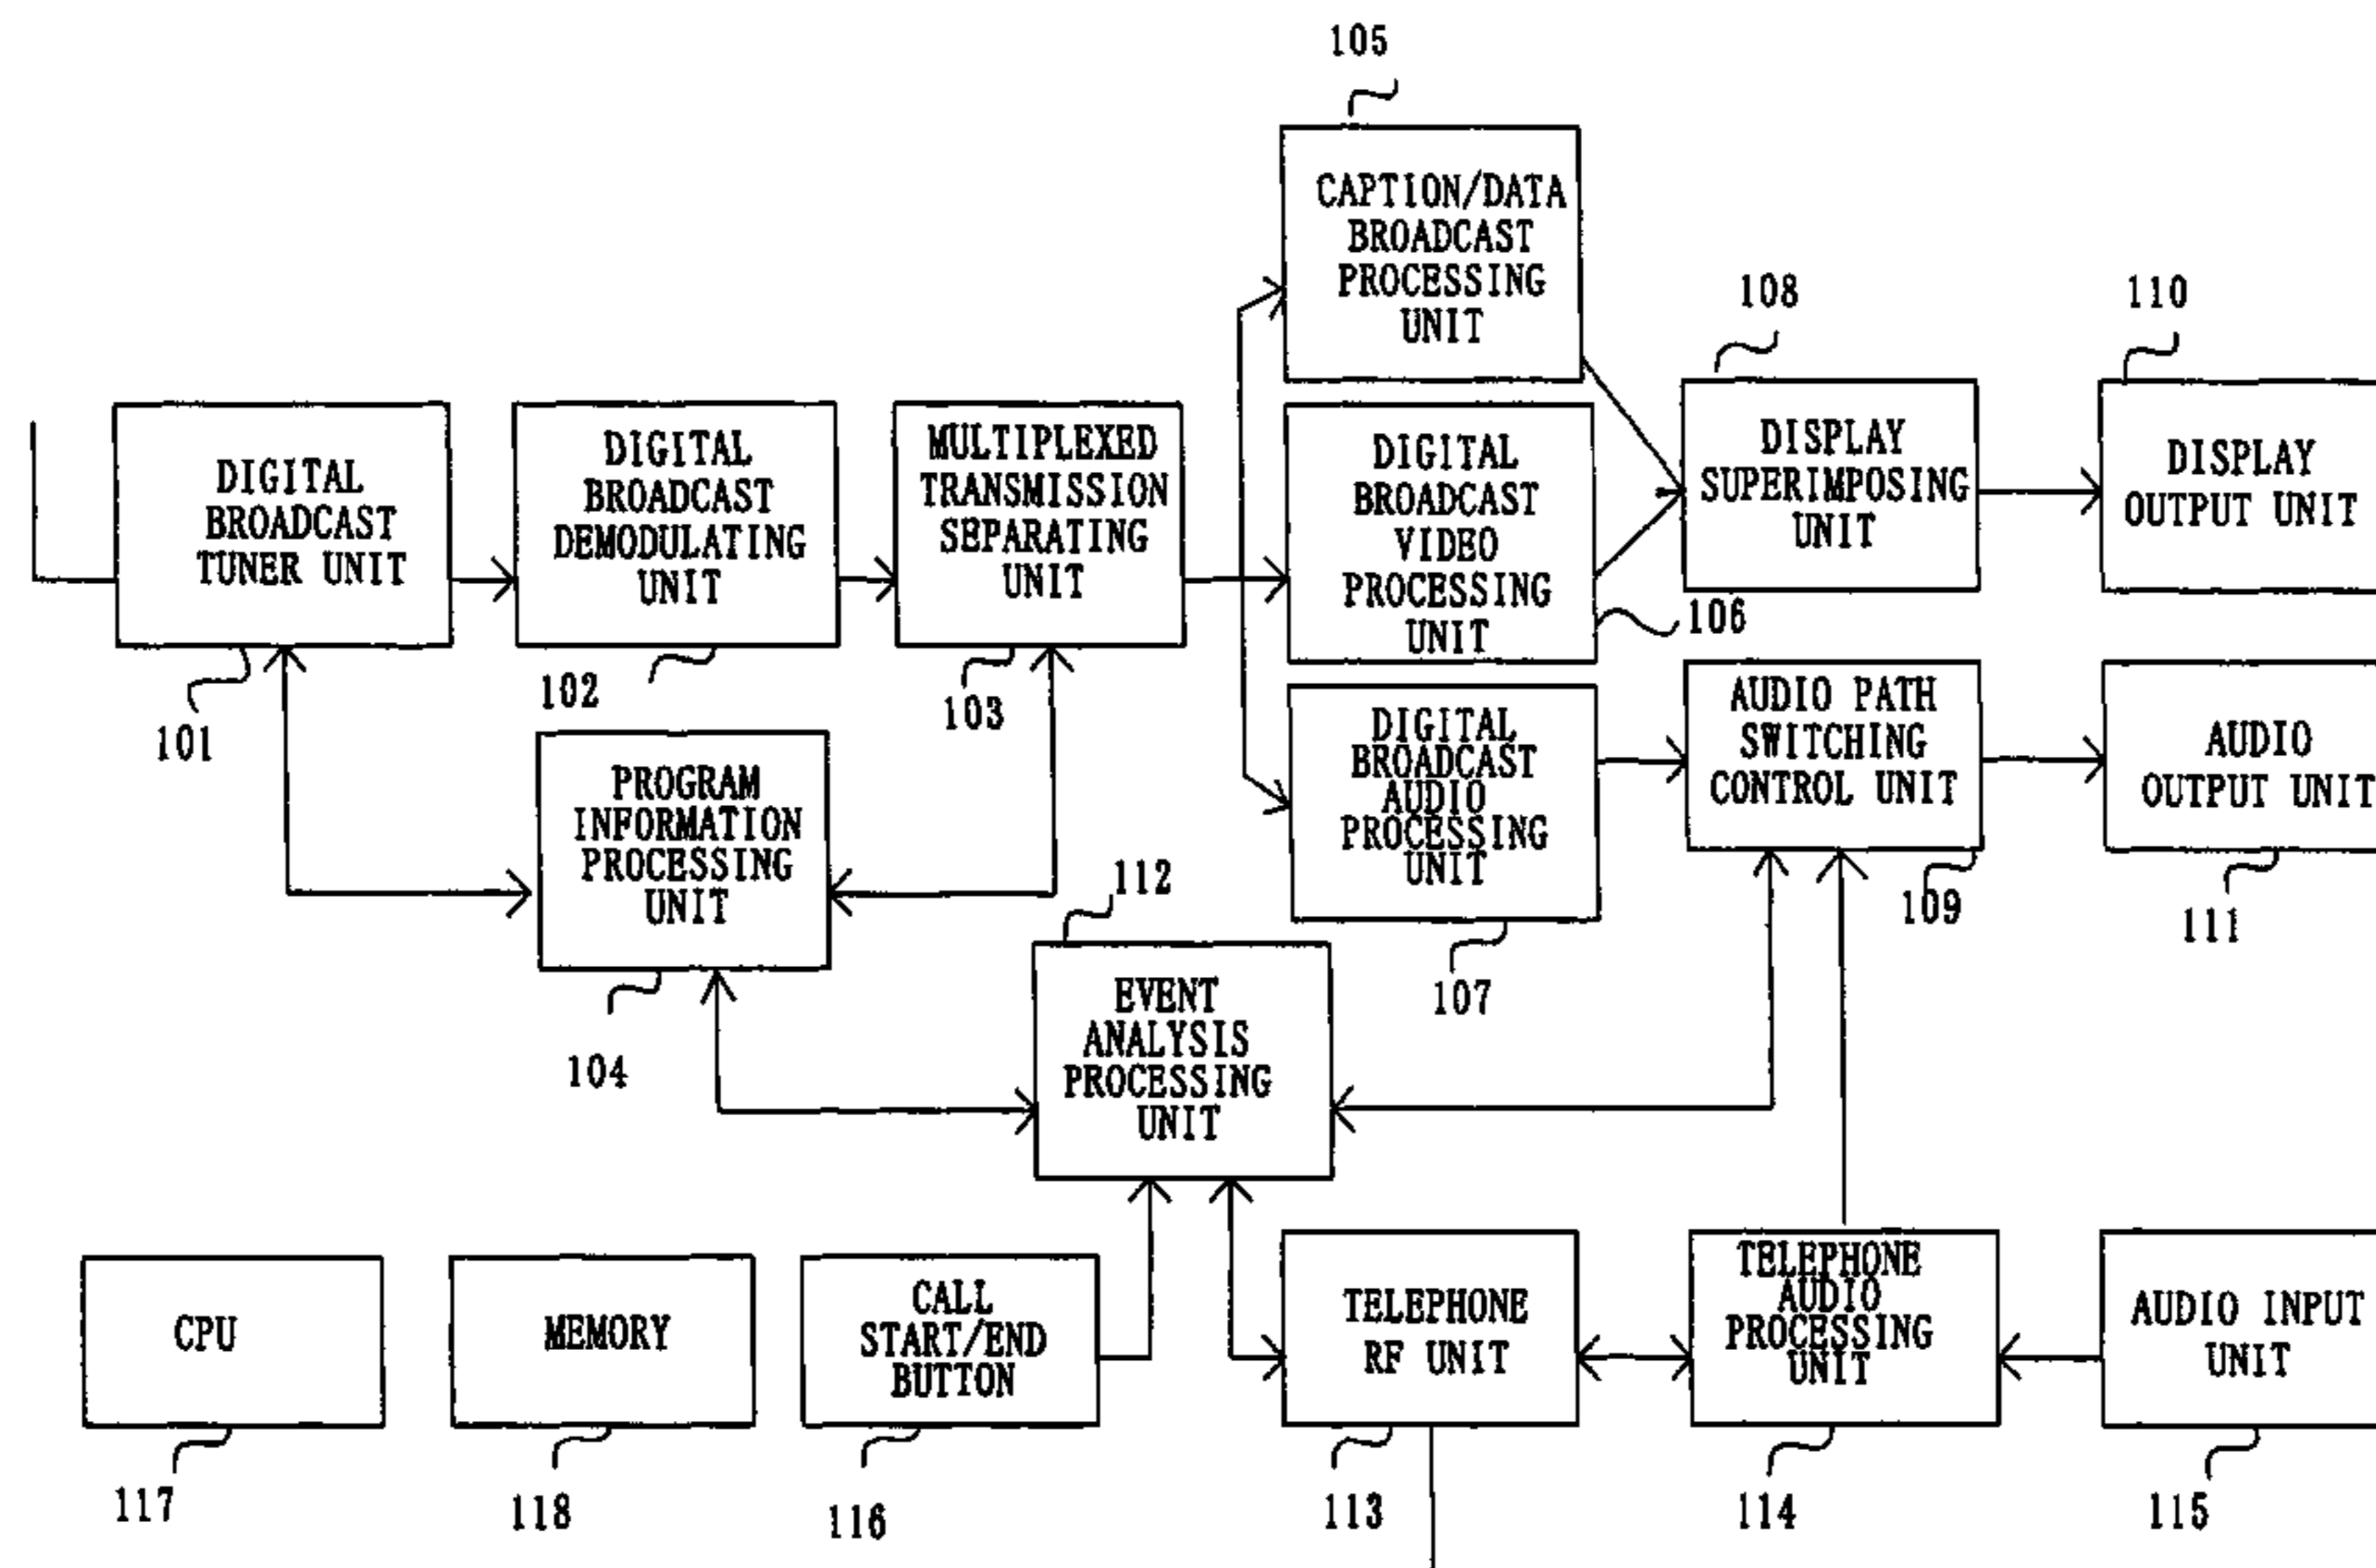 105
CAPTION/DATA
BROADCAST
PROCESSING
UNIT
108
110
DIGITAL
BROADCAST
TUNER UNIT
DIGITAL
BROADCAST
DEMODULATING
UNIT
MULTIPLEXED
TRANSMISSION
SEPARATING
UNIT
DIGITAL
BROADCAST
VIDEO
PROCESSING
UNIT
DISPLAY
SUPERIMPOSING
UNIT
DISPLAY
OUTPUT UNIT
106
101
102
103
PROGRAM
INFORMATION
PROCESSING
UNIT
DIGITAL
BROADCAST
AUDIO
PROCESSING
UNIT
AUDIO PATH
SWITCHING
CONTROL UNIT
AUDIO
OUTPUT UNIT
112
109
111
104
107
EVENT
ANALYSIS
PROCESSING
UNIT
CPU
MEMORY
CALL
START/END
BUTTON
TELEPHONE
RF UNIT
TELEPHONE
AUDIO
PROCESSING
UNIT
AUDIO INPUT
UNIT
117
118
116
113
114
115